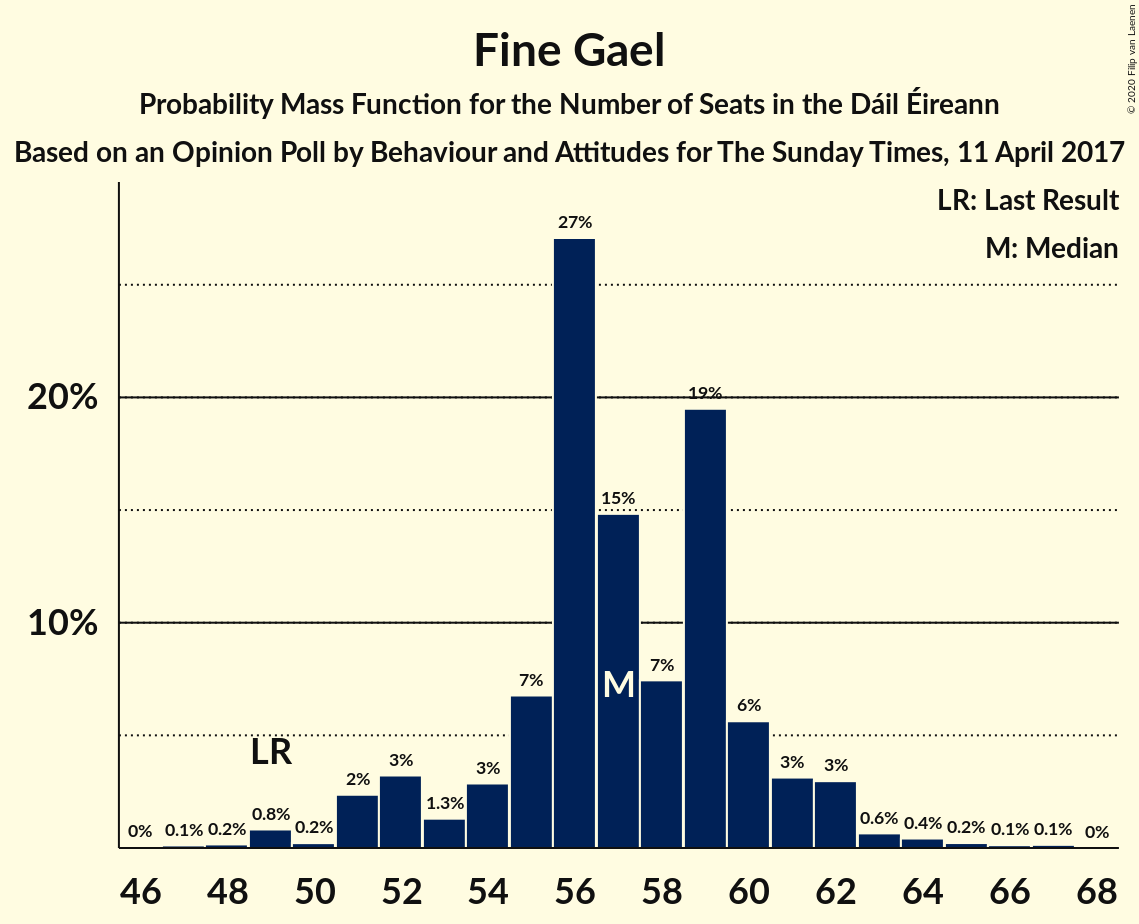 © 2020 Filip van Laenen
Fine Gael
Probability Mass Function for the Number of Seats in the Dáil Éireann
Based on an Opinion Poll by Behaviour and Attitudes for The Sunday Times, 11 April 2017
LR: Last Result
M: Median
20%
10%
0%
0.1%
0.2%
0.8%
0.2%
2%
3%
1.3%
3%
7%
27%
15%
7%
19%
6%
3%
3%
0.6%
0.4%
0.2%
0.1%
0.1%
0%
LR
M
46 48 50 52 54 56 58 60 62 64 66 68